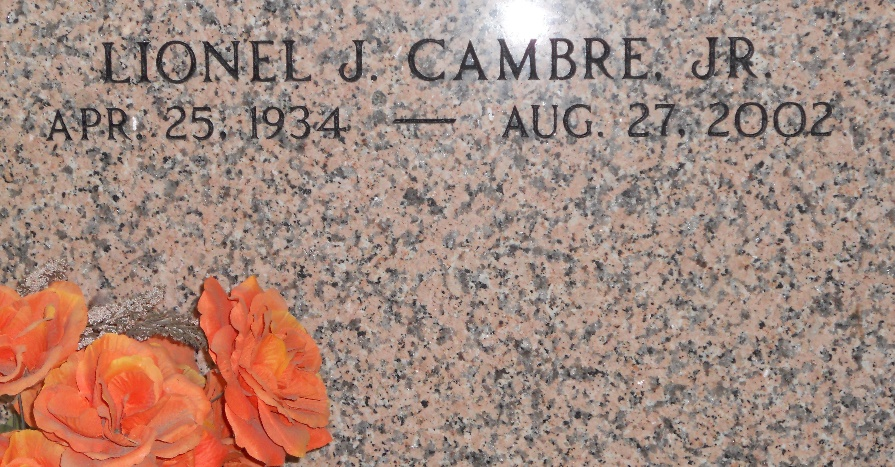 LIONEL J. CAMBRE, JR.
APR. 25, 1934 — AUG. 27, 2002